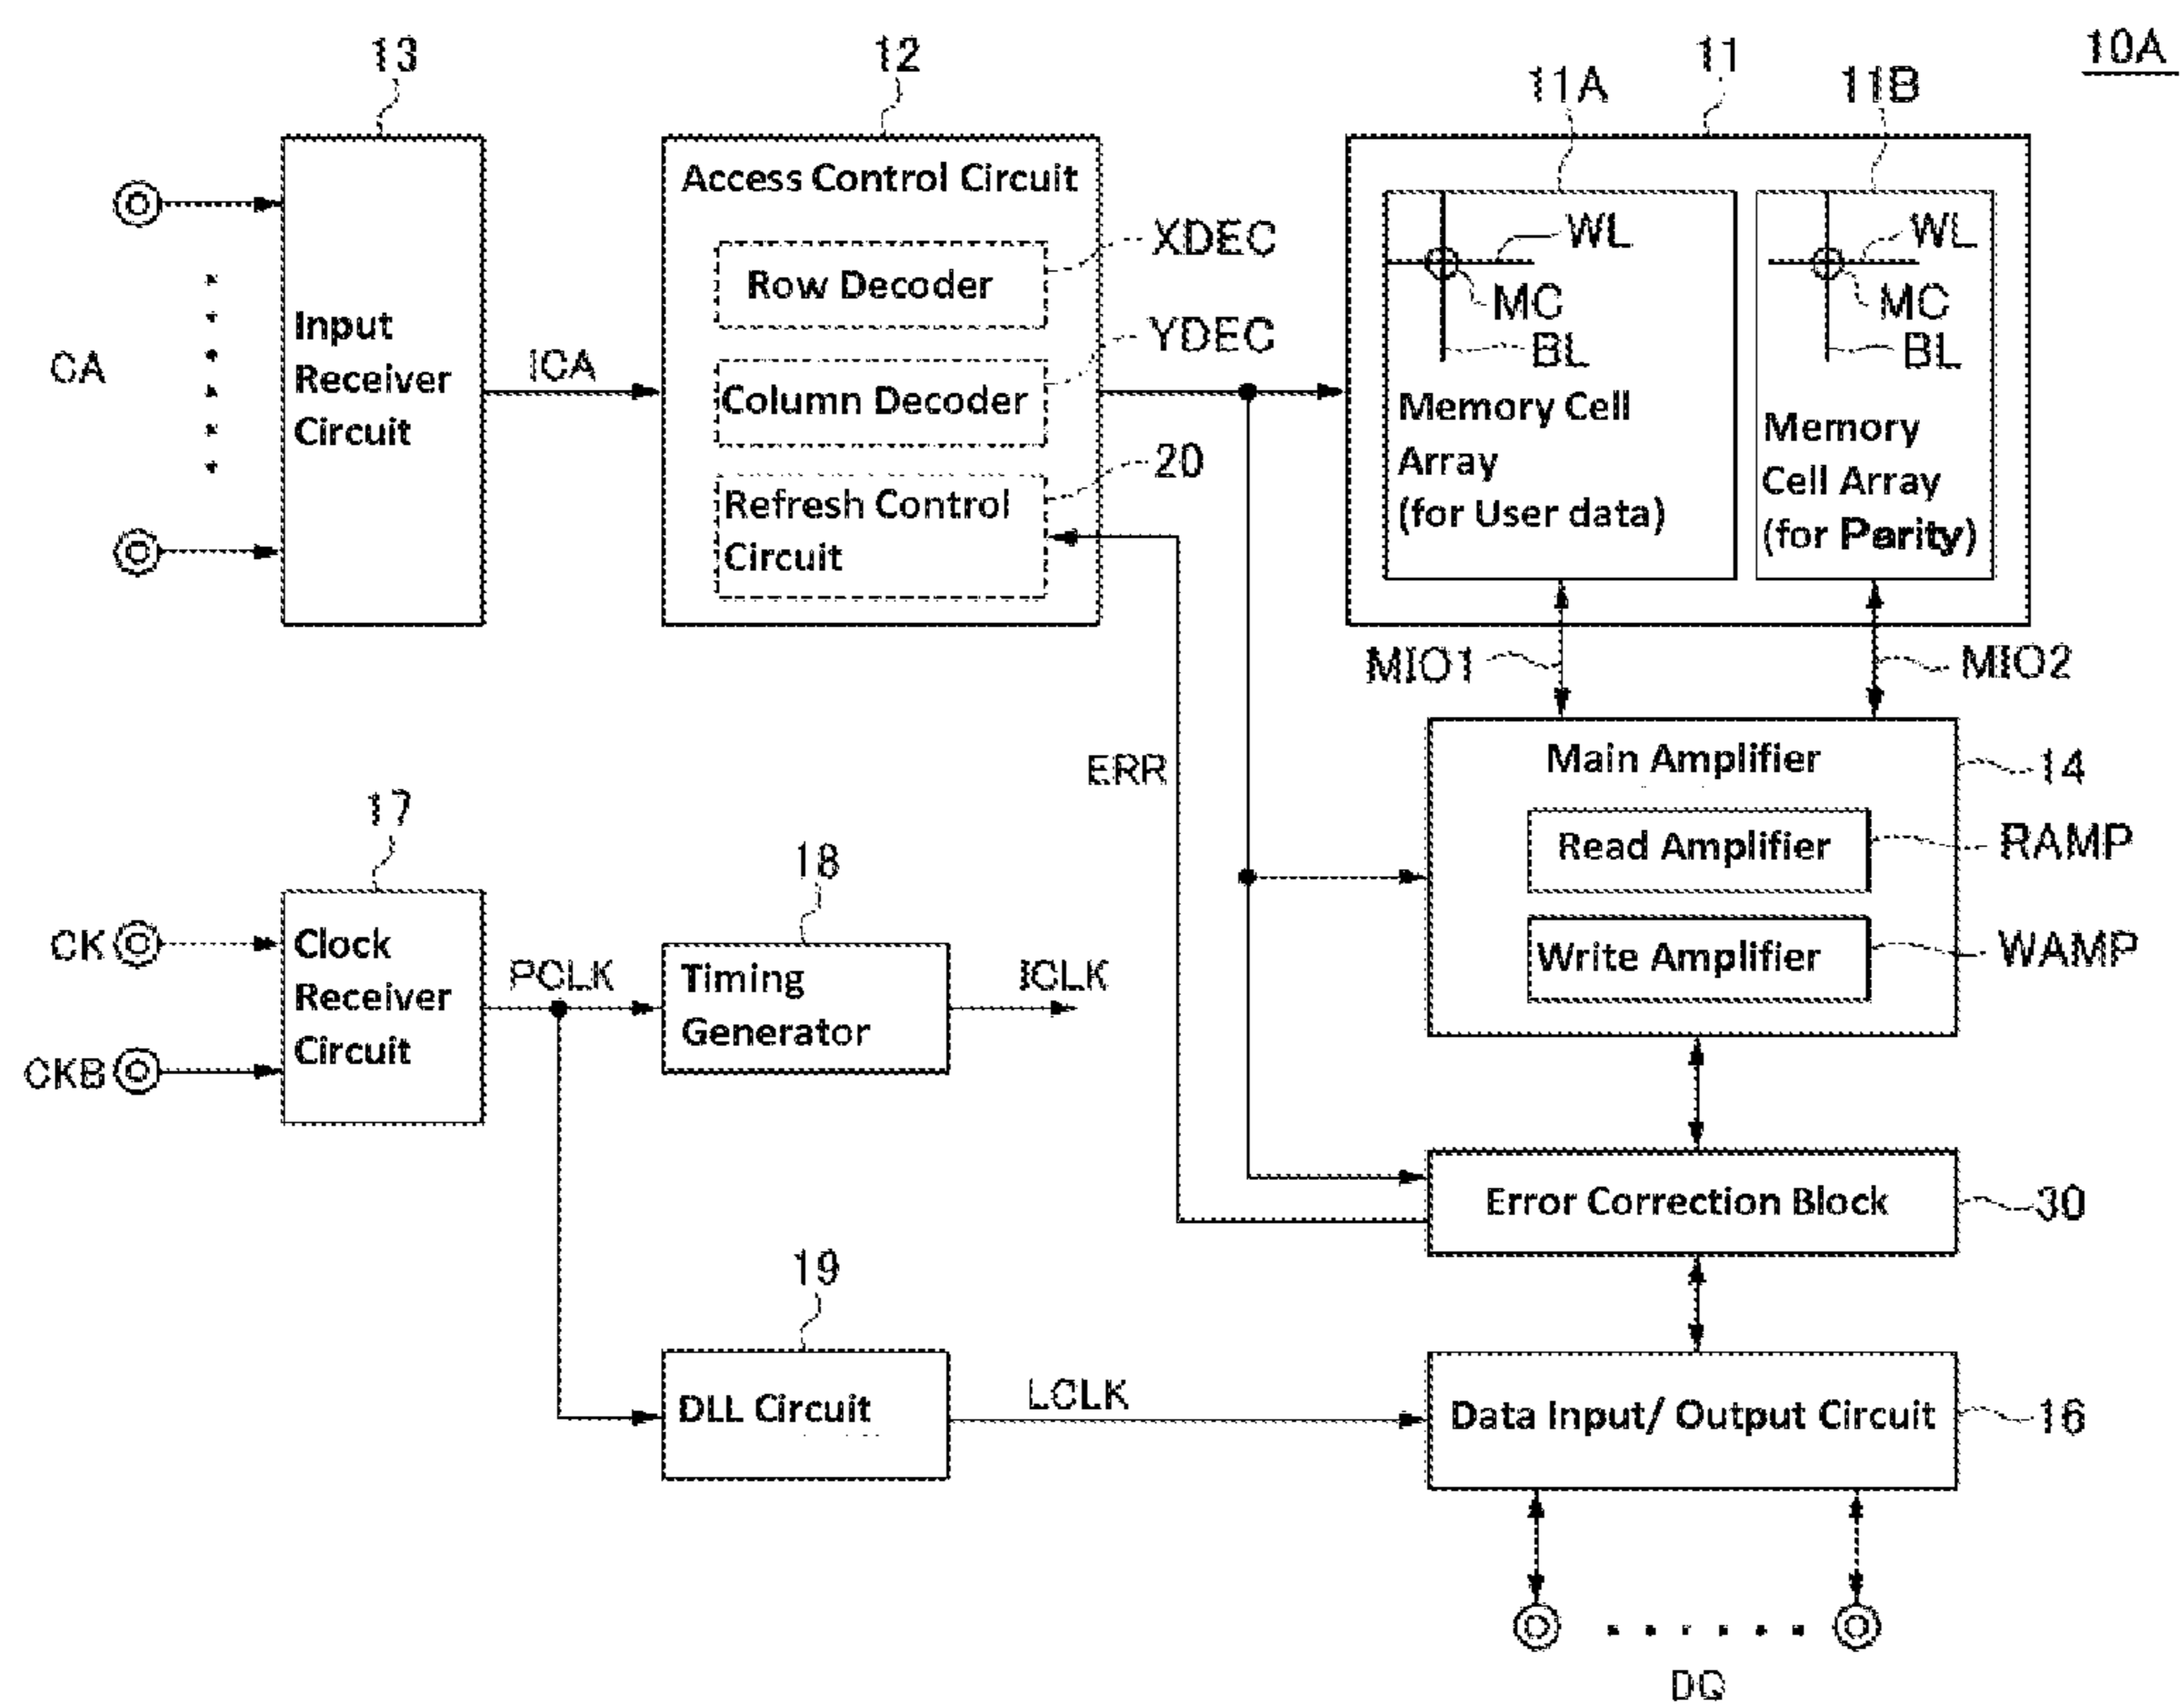 10A
13
12
11
11A
11B
CA
Input
Receiver
Circuit
ICA
Access Control Circuit
Row Decoder
XDEC
Column Decoder
YDEC
Refresh Control
Circuit
20
WL
MC
BL
Memory Cell
Array
(for User data)
WL
MC
BL
Memory
Cell Array
(for Parity)
MIO1
MIO2
ERR
Main Amplifier
14
Read Amplifier
RAMP
Write Amplifier
WAMP
17
CK
CKB
Clock
Receiver
Circuit
PCLK
18
Timing
Generator
ICLK
Error Correction Block
30
19
DLL Circuit
LCLK
Data Input/ Output Circuit
16
DQ